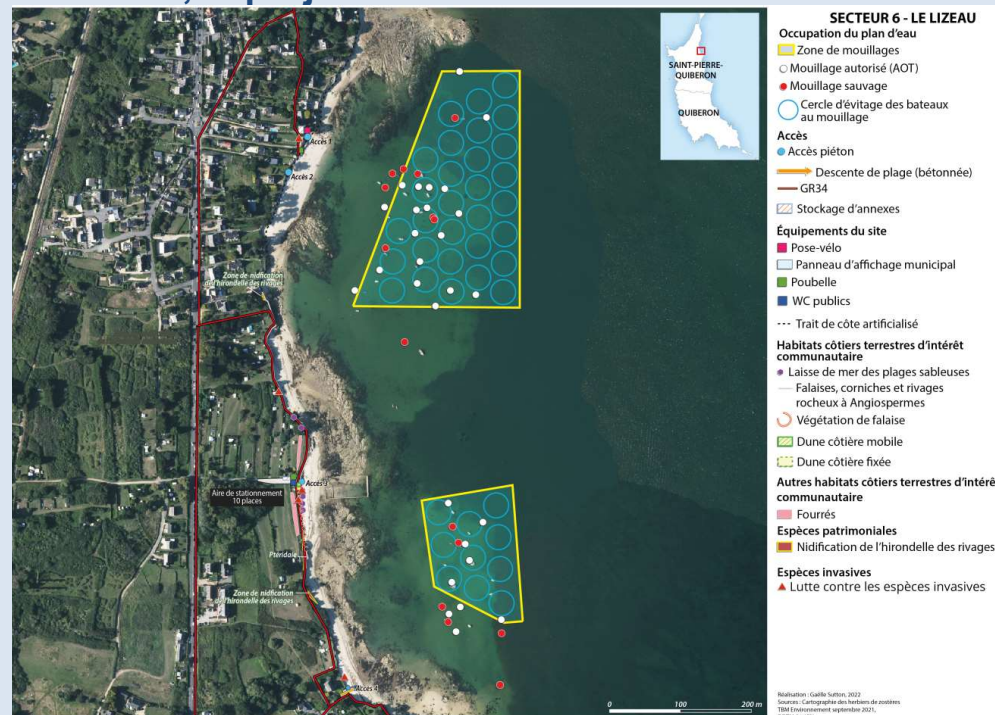 SECTEUR 6 - LE LIZEAU
Occupation du plan d'eau
Zone de mouillages
Mouillage autorisé (AOT)
Mouillage sauvage
Cercle d'évitage des bateaux
au mouillage
Accès
Accès piéton
Descente de plage (bétonnée)
GR34
Stockage d'annexes
Équipements du site
Pose-vélo
Panneau d'affichage municipal
Poubelle
WC publics
Trait de côte artificialisé
Habitats côtiers terrestres d'intérêt
communautaire
Laisse de mer des plages sableuses
Falaises, corniches et rivages
rocheux à Angiospermes
Végétation de falaise
Dune côtière mobile
Dune côtière fixée
Autres habitats côtiers terrestres d'intérê
communautaire
Fourrés
Espèces patrimoniales
Nidification de l'hirondelle des rivages
Espèces invasives
Lutte contre les espèces invasives
SAINT-PIERRE-
QUIBERON
QUIBERON
Accès 1
Accès 2
Zone de nidification
de l'hirondelle des rivages
Accès 3
Aire de stationnement
10 places
Ptéridaie
Zone de nidification
de l'hirondelle des rivages
Accès 4
0 100 200 m
Réalisation : Gaëlle Sutton, 2022
Sources : Cartographie des herbiers de zostères
TBM Environnement septembre 2021,